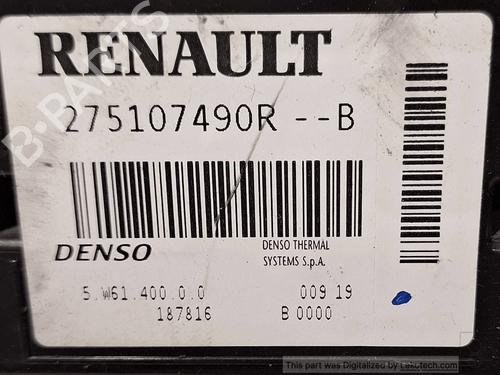 RENAULT
275107490R --B
DENSO
DENSO THERMAL
SYSTEMS S.p.A.
5.W61.400.0.0
009 19
187816
B 0000
B-PARTS
This part was Digitalized by Lekotech.com